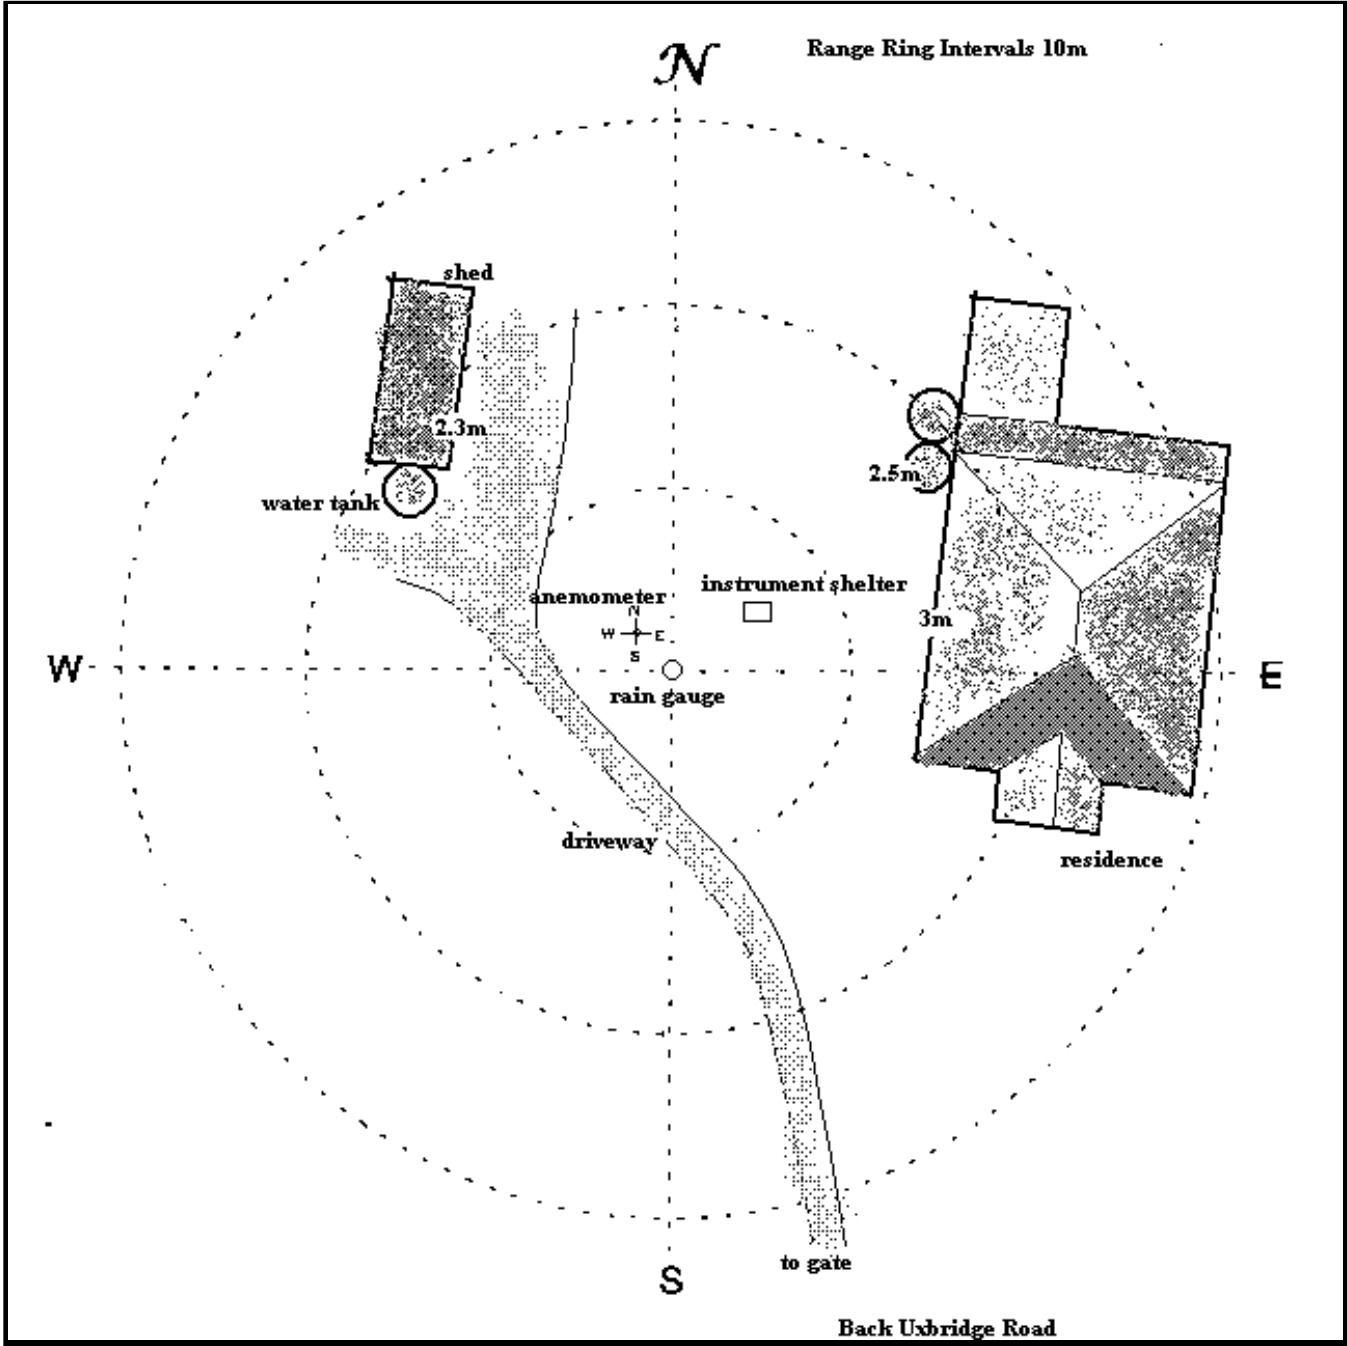 N
Range Ring Intervals 10m
shed
2.3m
2.5m
water tank
anemometer
instrument shelter
N
W
E
S
3m
W
E
rain gauge
driveway
residence
to gate
S
Back Uxbridge Road